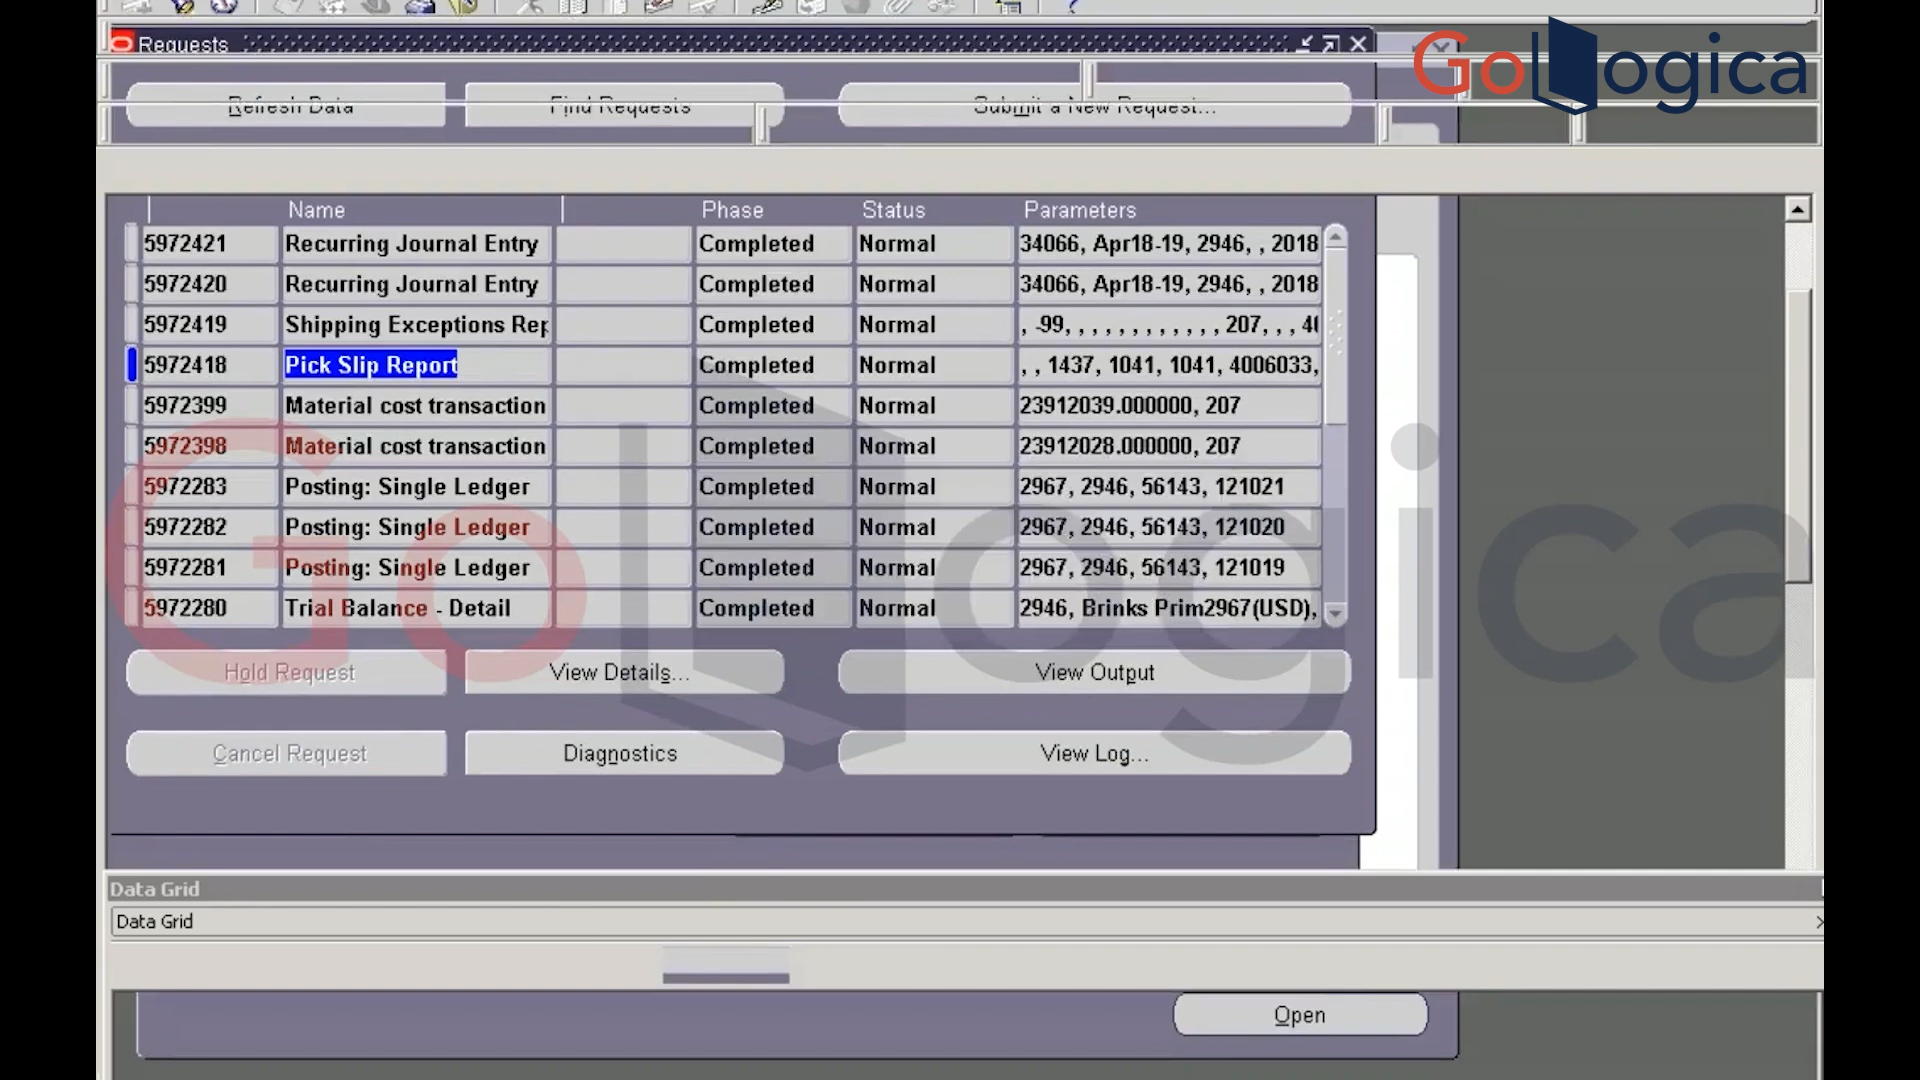 Requests
GoLogica
Refresh Data Find Requests Submit a New Request...
Name Phase Status Parameters
5972421 Recurring Journal Entry Completed Normal 34066, Apr18-19, 2946, , 2018
5972420 Recurring Journal Entry Completed Normal 34066, Apr18-19, 2946, , 2018
5972419 Shipping Exceptions Rep Completed Normal , -99, , , , , , , , , , , 207, , , 40
5972418 Pick Slip Report Completed Normal , , 1437, 1041, 1041, 4006033,
5972399 Material cost transaction Completed Normal 23912039.000000, 207
5972398 Material cost transaction Completed Normal 23912028.000000, 207
5972283 Posting: Single Ledger Completed Normal 2967, 2946, 56143, 121021
5972282 Posting: Single Ledger Completed Normal 2967, 2946, 56143, 121020
5972281 Posting: Single Ledger Completed Normal 2967, 2946, 56143, 121019
5972280 Trial Balance - Detail Completed Normal 2946, Brinks Prim2967(USD),
GoLogica
Hold Request View Details... View Output
Cancel Request Diagnostics View Log...
Data Grid
Data Grid
Open